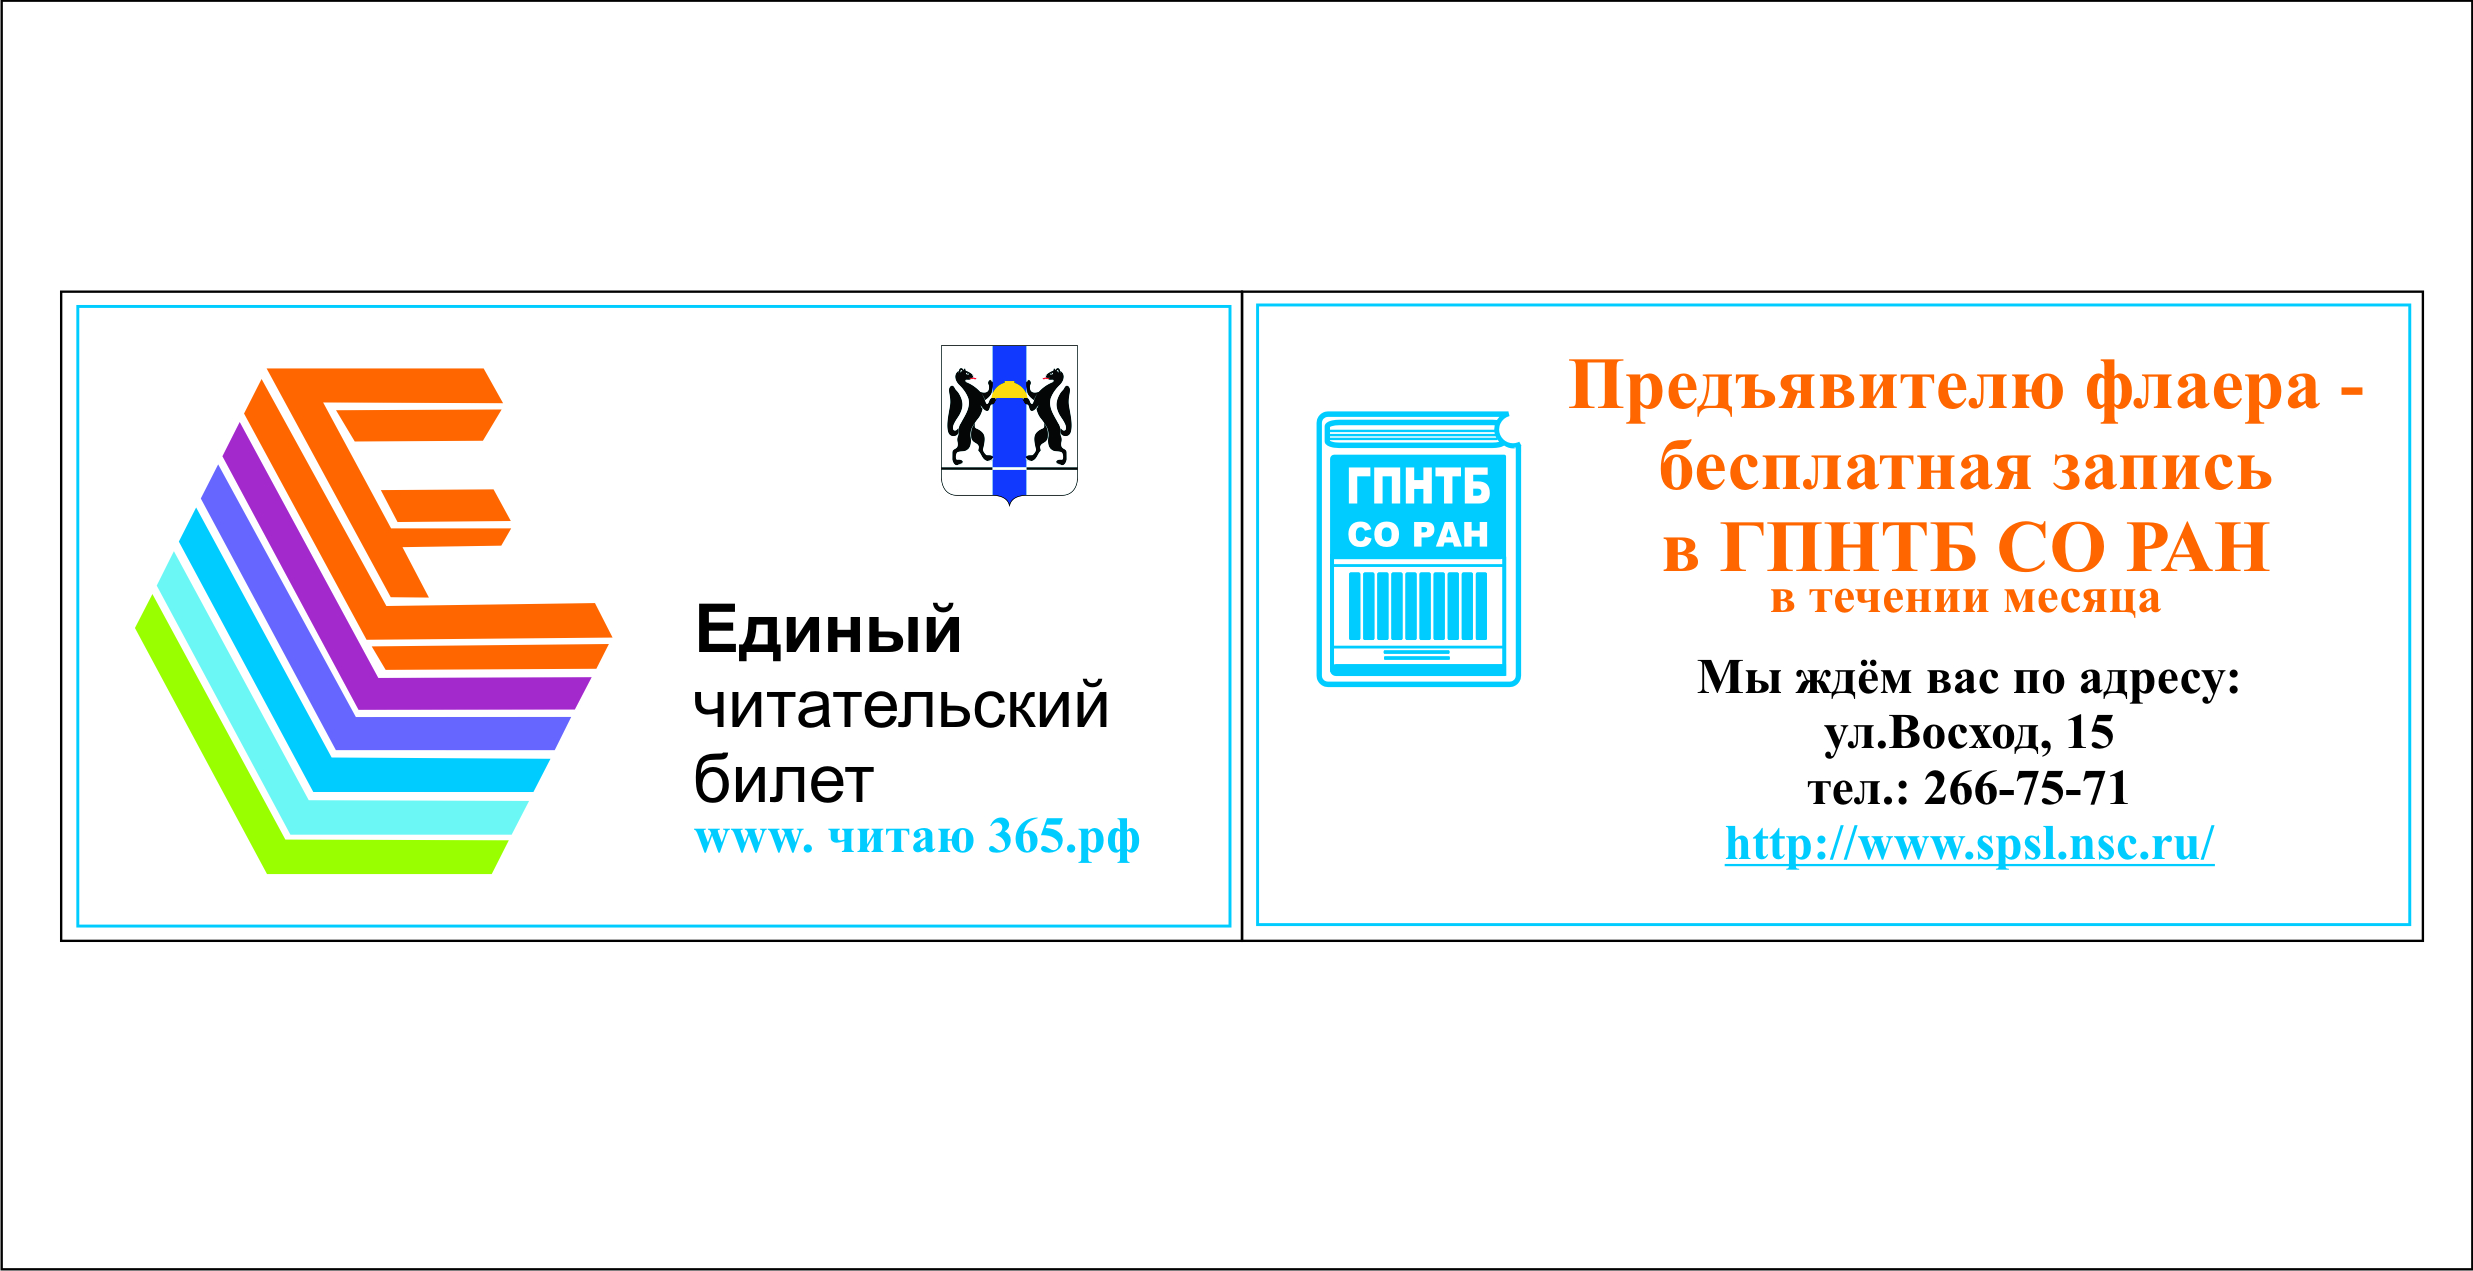 Единый
читательский
билет
www. читаю 365.рф
ГПНТБ
СО РАН
Предъявителю флаера -
бесплатная запись
в ГПНТБ СО РАН
в течении месяца
Мы ждём вас по адресу:
ул.Восход, 15
тел.: 266-75-71
http://www.spsl.nsc.ru/